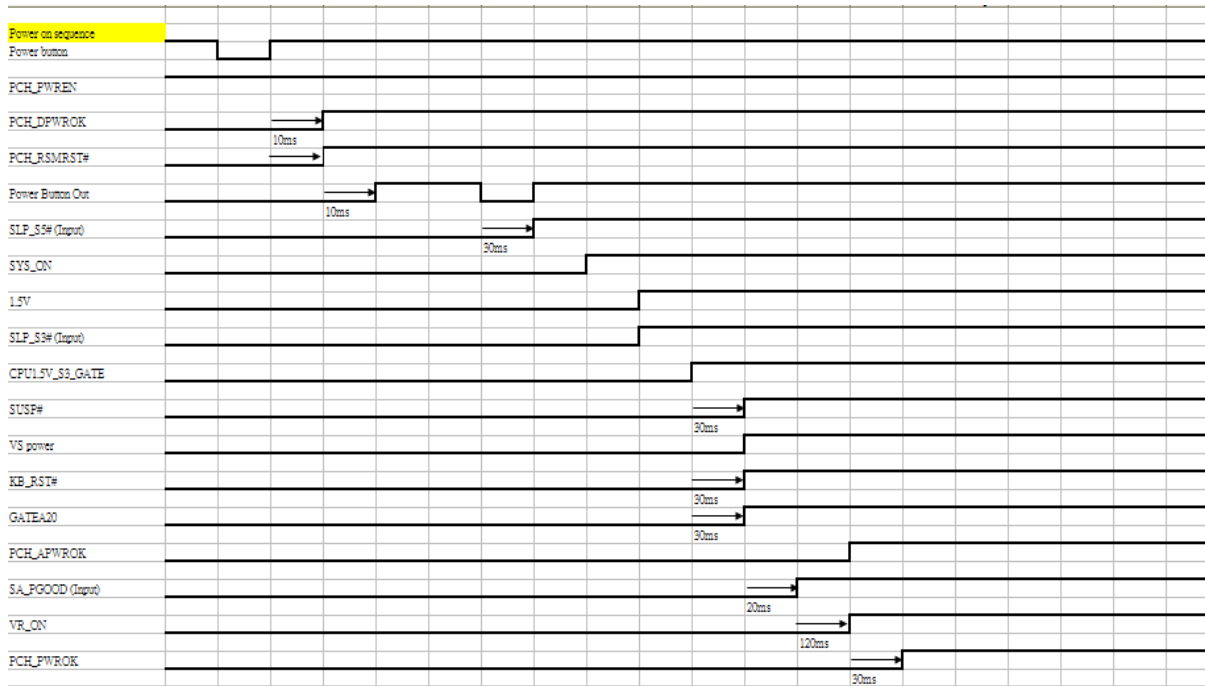 Power on sequence
Power button
PCH_PWREN
PCH_DPWROK
10ms
PCH_RSMRST#
Power Button Out
10ms
SLP_S5# (Input)
30ms
SYS_ON
1.5V
SLP_S3# (Input)
CPU1.5V_S3_GATE
SUSP#
30ms
VS power
KB_RST#
30ms
GATEA20
30ms
PCH_APWROK
SA_PGOOD (Input)
20ms
VR_ON
120ms
PCH_PWROK
30ms